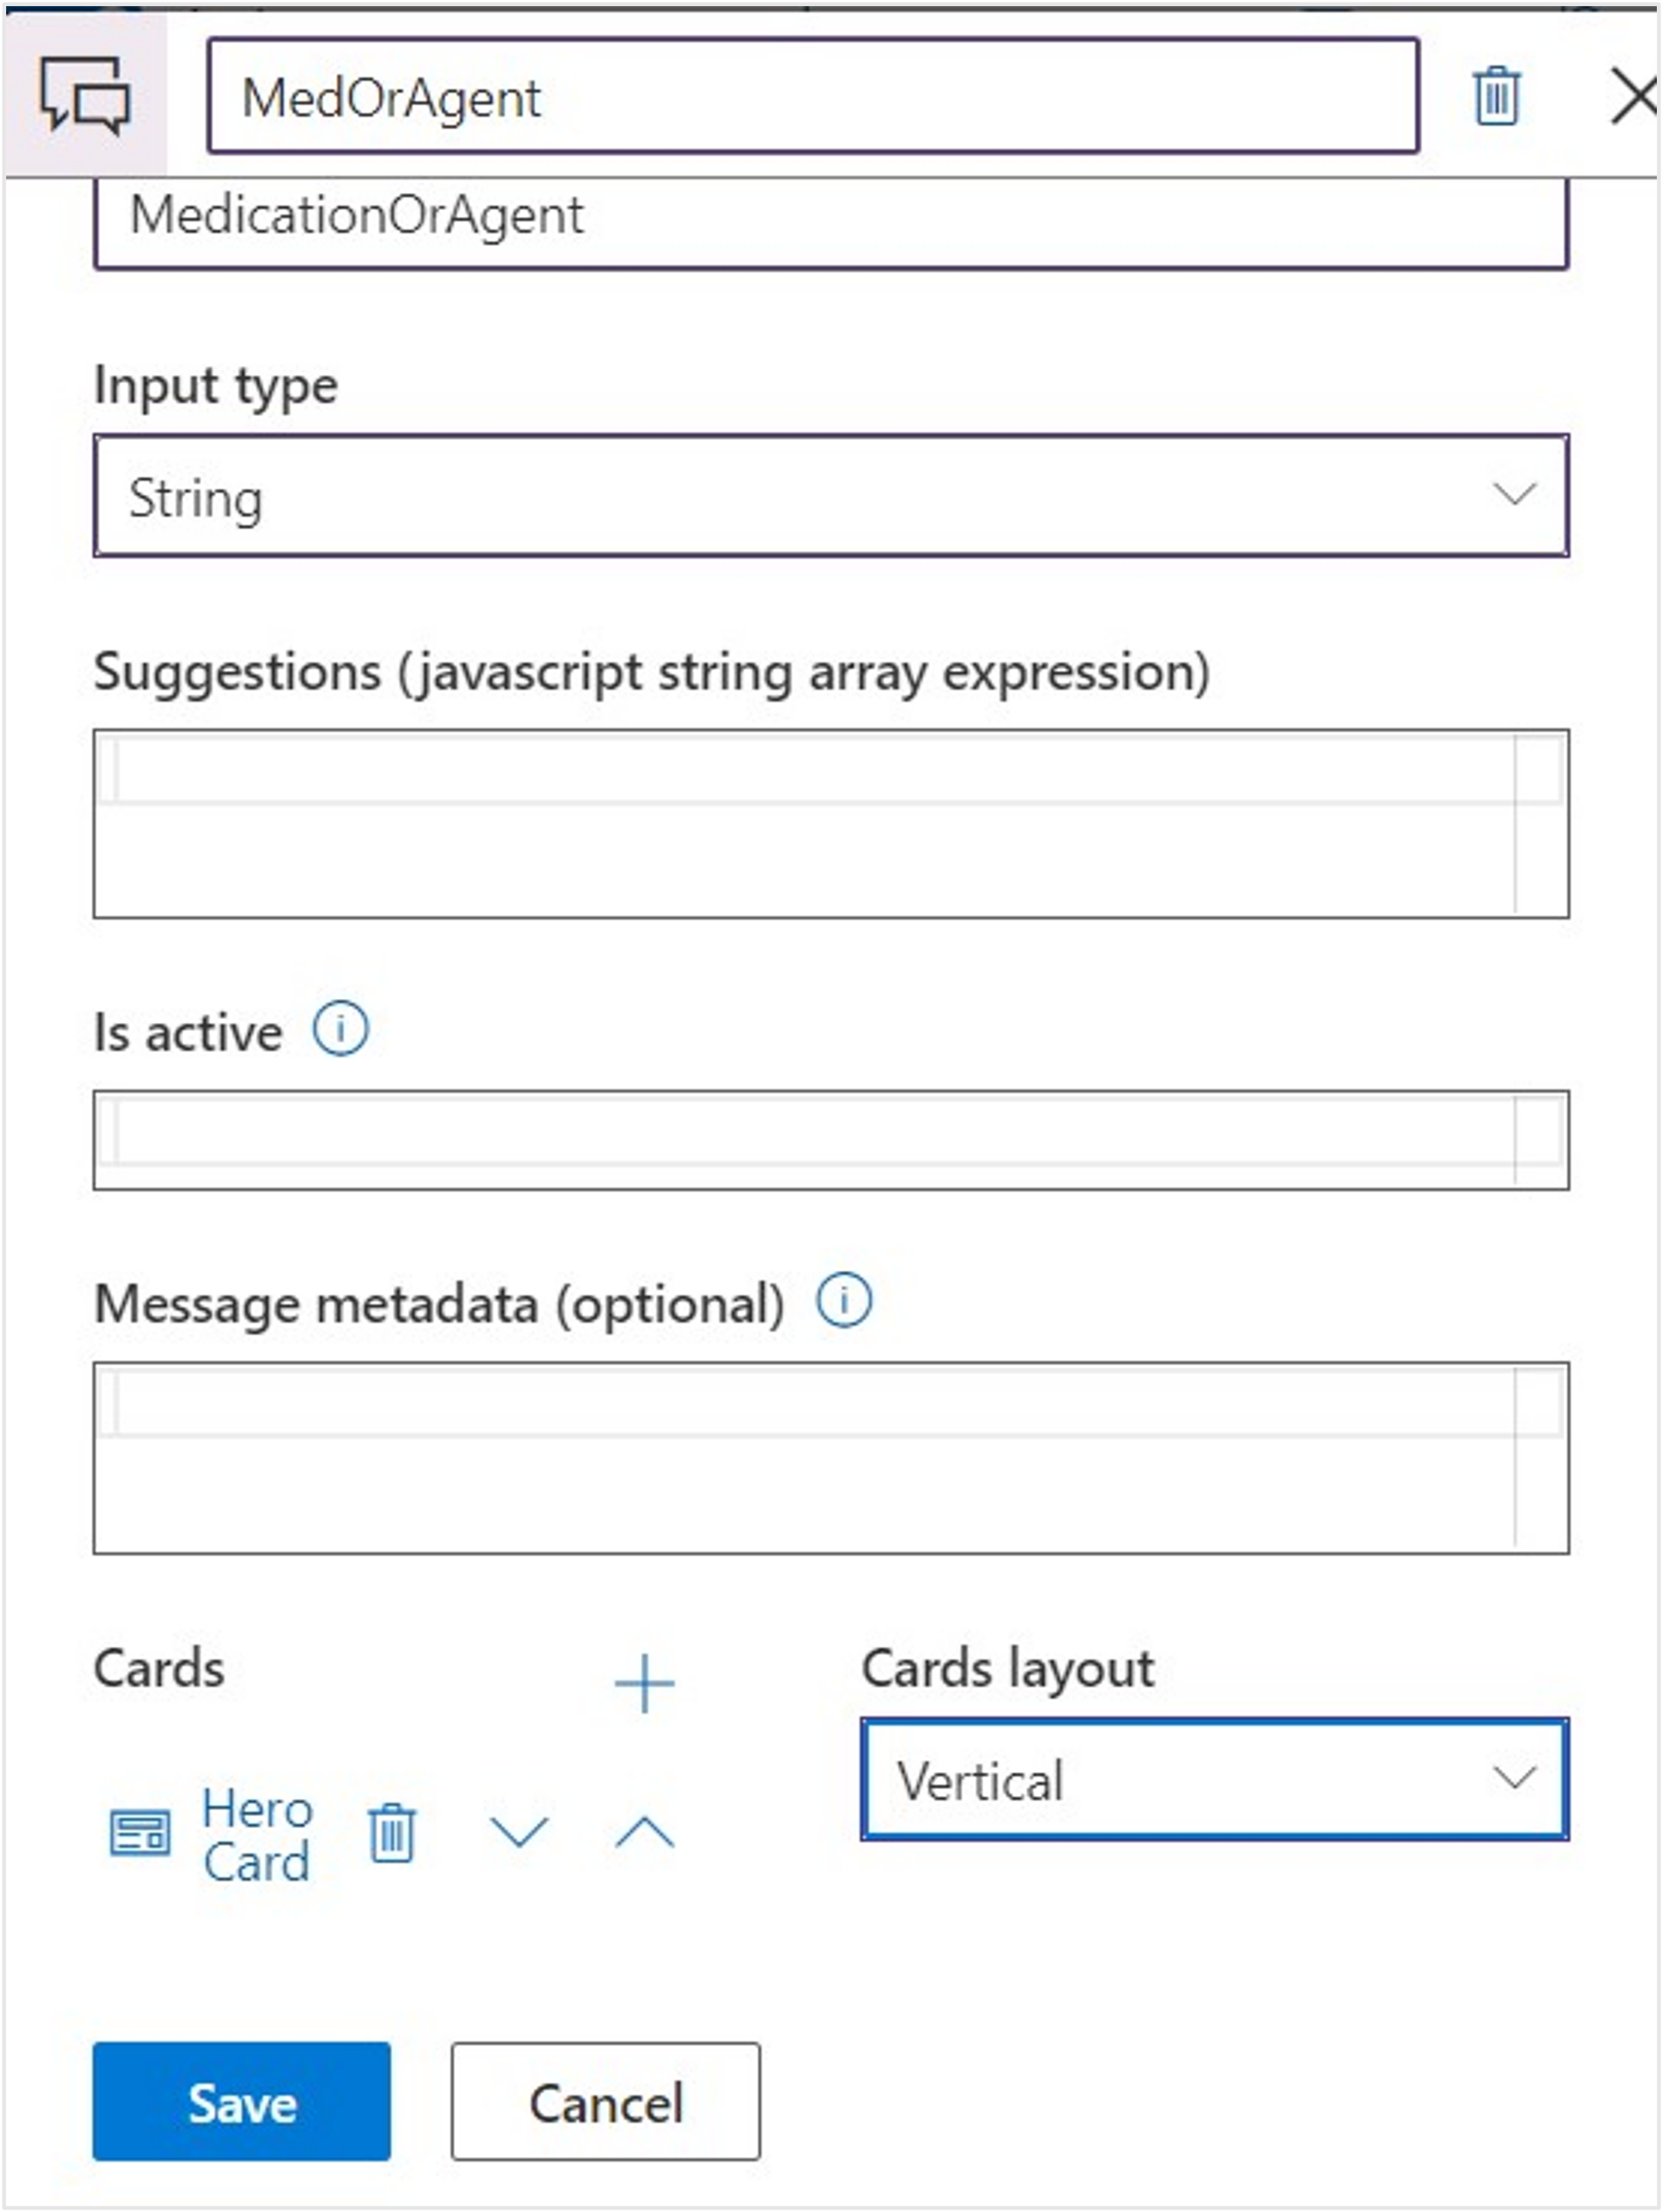 MedOrAgent
MedicationOrAgent
Input type
String
Suggestions (javascript string array expression)
Is active
Message metadata (optional)
Cards
Cards layout
Hero
Card
Vertical
Save
Cancel